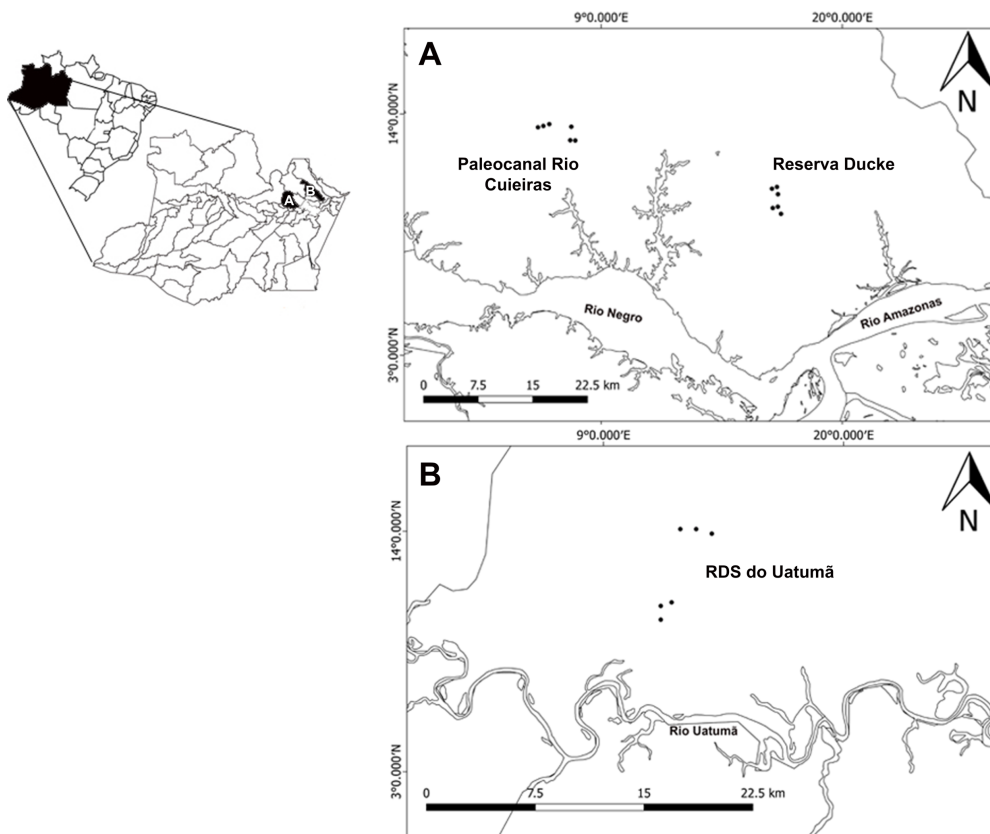 A
B
9°0.000'E
20°0.000'E
A
N
14°0.000'N
3°0.000'N
Paleocanal Rio
Cuieiras
Reserva Ducke
Rio Negro
Rio Amazonas
0
7.5
15
22.5 km
9°0.000'E
20°0.000'E
B
N
14°0.000'N
3°0.000'N
RDS do Uatumã
Rio Uatumã
0
7.5
15
22.5 km